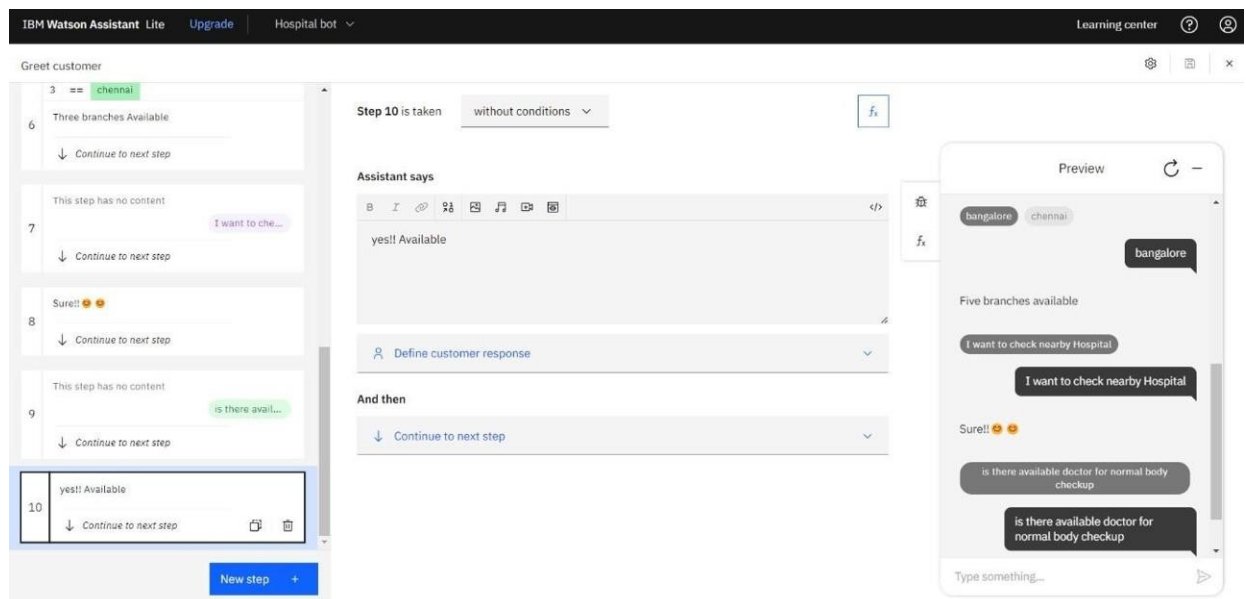 IBM Watson Assistant Lite Upgrade Hospital bot Learning center
Greet customer
3 == chennai
6
Three branches Available
Continue to next step
7
This step has no content
I want to che...
Continue to next step
8
Sure!!😊😊
Continue to next step
9
This step has no content
is there avail...
Continue to next step
10
yes!! Available
Continue to next step
New step +
Step 10 is taken without conditions
fx
Assistant says
B I </>
yes!! Available
Define customer response
And then
Continue to next step
fx
Preview
bangalore chennai
bangalore
Five branches available
I want to check nearby Hospital
I want to check nearby Hospital
Sure!!😊😊
is there available doctor for normal body
checkup
is there available doctor for
normal body checkup
Type something...